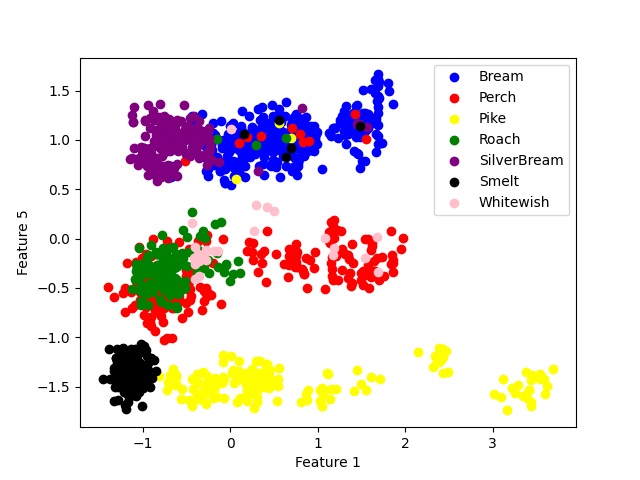 Bream
Perch
Pike
Roach
SilverBream
Smelt
Whitewish
1.5
1.0
0.5
0.0
−0.5
−1.0
−1.5
Feature 5
−1
0
1
2
3
Feature 1